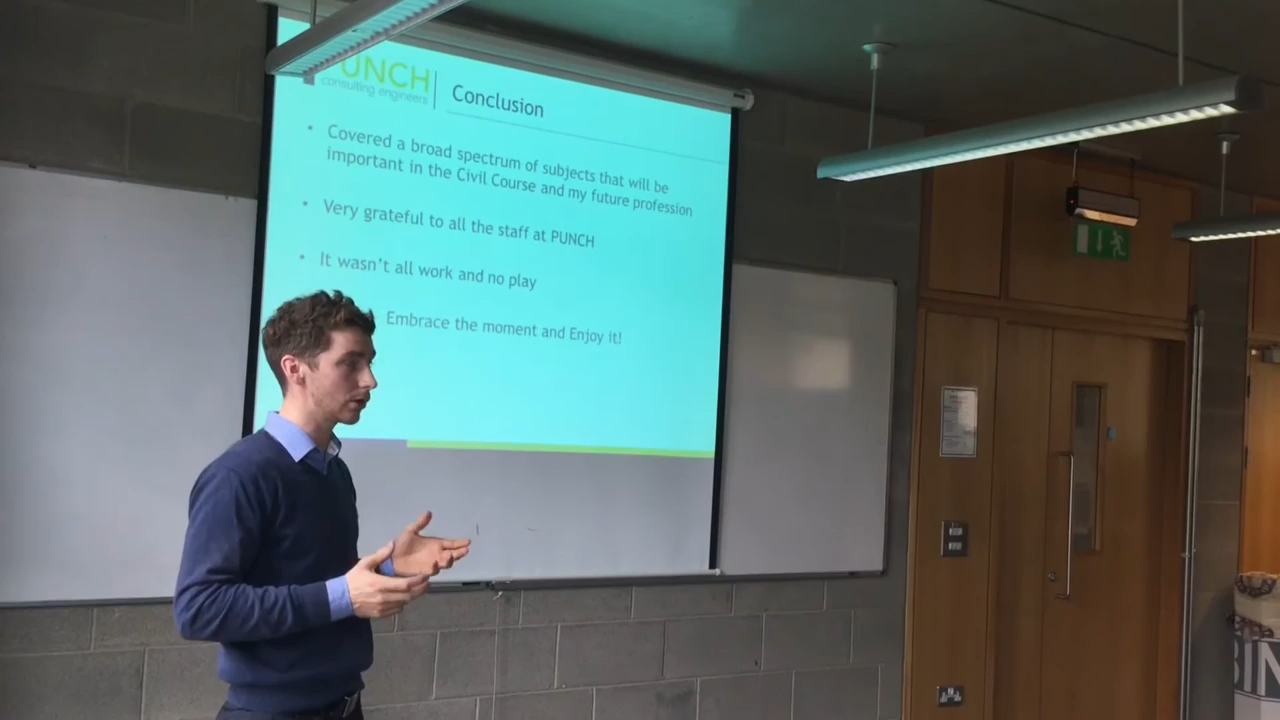 PUNCH
consulting engineers
Conclusion
• Covered a broad spectrum of subjects that will be
important in the Civil Course and my future profession
• Very grateful to all the staff at PUNCH
• It wasn't all work and no play
Embrace the moment and Enjoy it!
BIN